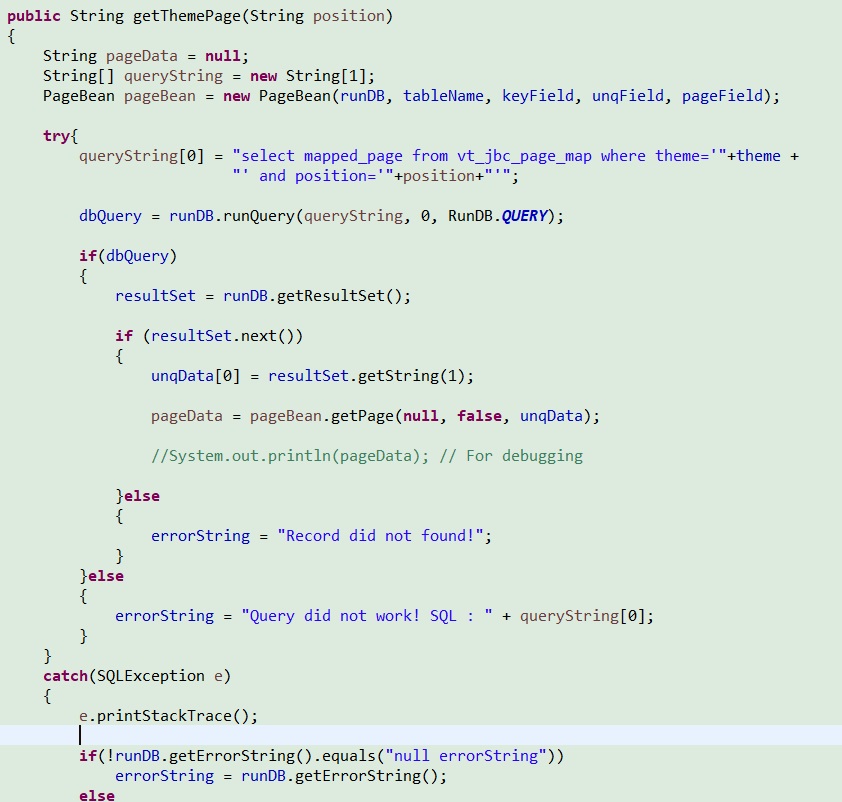 public String getThemePage(String position)
{
String pageData = null;
String[] queryString = new String[1];
PageBean pageBean = new PageBean(runDB, tableName, keyField, unqField, pageField);
try{
queryString[0] = "select mapped_page from vt_jbc_page_map where theme='"+theme +
"' and position='"+position+"'";
dbQuery = runDB.runQuery(queryString, 0, RunDB.QUERY);
if(dbQuery)
{
resultSet = runDB.getResultSet();
if (resultSet.next())
{
unqData[0] = resultSet.getString(1);
pageData = pageBean.getPage(null, false, unqData);
//System.out.println(pageData); // For debugging
}else
{
errorString = "Record did not found!";
}
}else
{
errorString = "Query did not work! SQL : " + queryString[0];
}
}
catch(SQLException e)
{
e.printStackTrace();
if(!runDB.getErrorString().equals("null errorString"))
errorString = runDB.getErrorString();
else